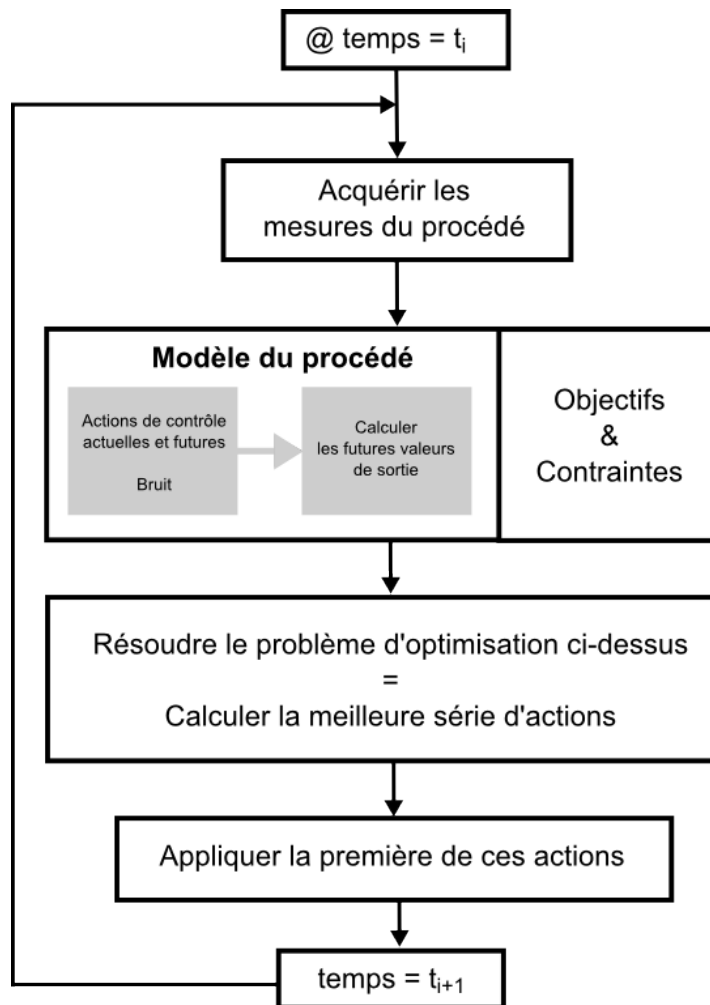 @ temps = tᵢ
Acquérir les
mesures du procédé
Modèle du procédé
Actions de contrôle
actuelles et futures
Bruit
Calculer
les futures valeurs
de sortie
Objectifs
&
Contraintes
Résoudre le problème d'optimisation ci-dessus
=
Calculer la meilleure série d'actions
Appliquer la première de ces actions
temps = tᵢ₊₁